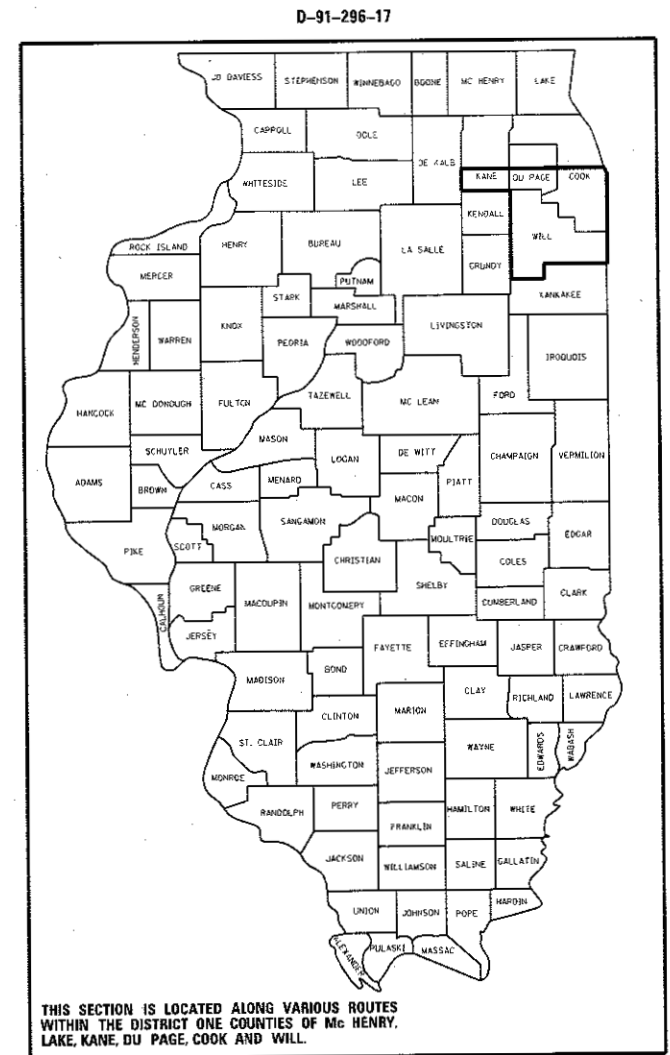 D-91-296-17
JO DAVIESS STEPHENSON WINNEBAGO BOONE MC HENRY LAKE
CARROLL OGLE
DE KALB KANE DU PAGE COOK
WHITESIDE LEE
KENDALL
WILL
ROCK ISLAND HENRY BUREAU LA SALLE
GRUNDY
MERCER PUTNAM
KANKAKEE
STARK MARSHALL
HENDERSON WARREN KNOX PEORIA WOODFORD LIVINGSTON
IROQUOIS
TAZEWELL MC LEAN FORD
HANCOCK MC DONOUGH FULTON
MASON
SCHUYLER LOGAN DE WITT CHAMPAIGN VERMILION
ADAMS BROWN CASS MENARD PIATT
MACON
MORGAN SANGAMON DOUGLAS
PIKE SCOTT CHRISTIAN MOULTRIE EDGAR
COLES
GREENE SHELBY
CALHOUN MACOUPIN MONTGOMERY CUMBERLAND CLARK
JERSEY
FAYETTE EFFINGHAM JASPER CRAWFORD
MADISON BOND
CLAY RICHLAND LAWRENCE
CLINTON MARION
ST. CLAIR WAYNE EDWARDS WABASH
WASHINGTON JEFFERSON
MONROE
RANDOLPH PERRY HAMILTON WHITE
FRANKLIN
JACKSON WILLIAMSON SALINE GALLATIN
UNION JOHNSON POPE HARDIN
ALEXANDER PULASKI MASSAC
THIS SECTION IS LOCATED ALONG VARIOUS ROUTES
WITHIN THE DISTRICT ONE COUNTIES OF Mc HENRY,
LAKE, KANE, DU PAGE, COOK AND WILL.